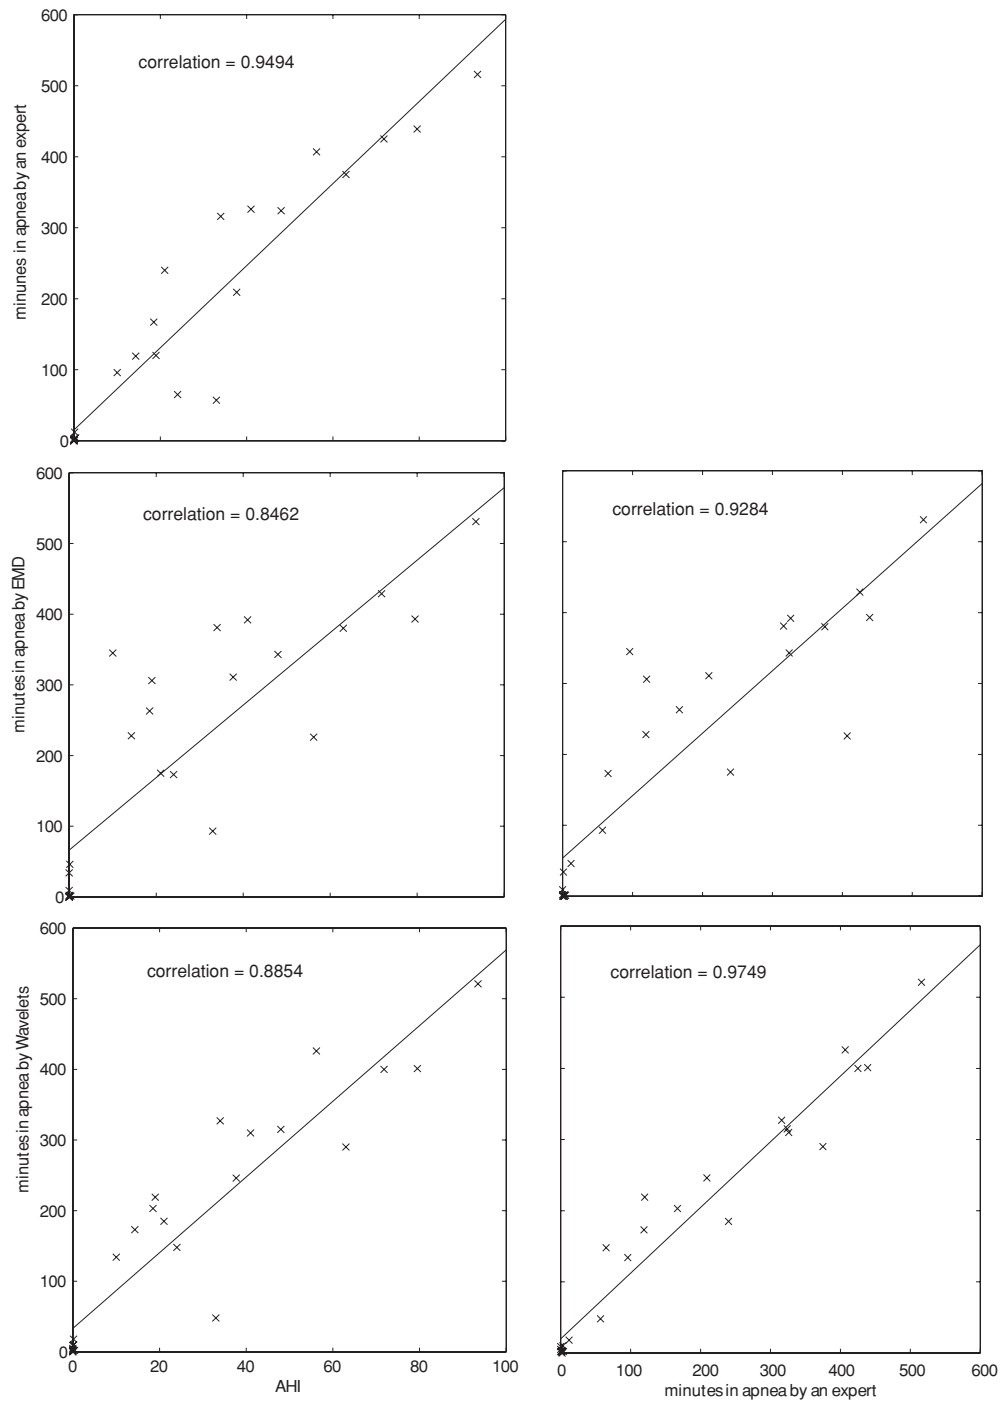 600
correlation = 0.9494
500
400
300
200
100
0
minunes in apnea by an expert
600
correlation = 0.8462
500
400
300
200
100
0
minutes in apnea by EMD
correlation = 0.9284
600
correlation = 0.8854
500
400
300
200
100
0
minutes in apnea by Wavelets
0 20 40 60 80 100
AHI
correlation = 0.9749
0 100 200 300 400 500 600
minutes in apnea by an expert